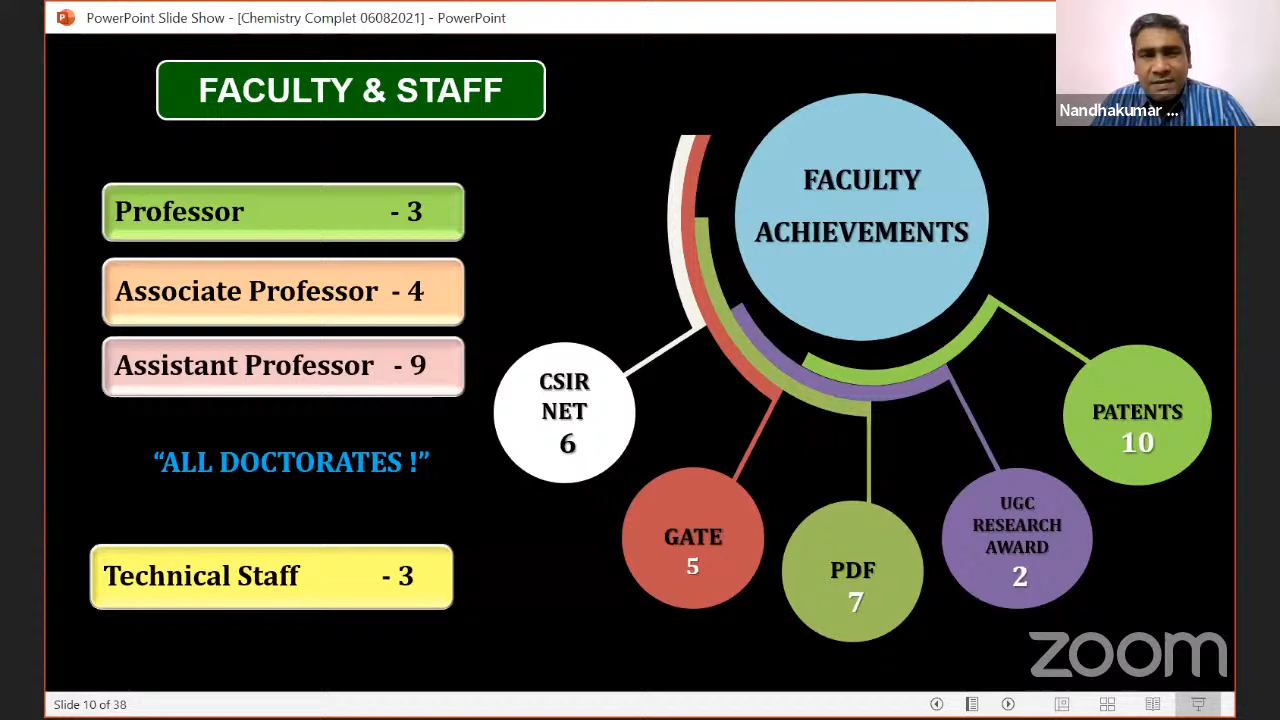 PowerPoint Slide Show - [Chemistry Complet 06082021] - PowerPoint
Nandhakumar ...
FACULTY & STAFF
Professor - 3
Associate Professor - 4
Assistant Professor - 9
“ALL DOCTORATES !”
Technical Staff - 3
FACULTY
ACHIEVEMENTS
CSIR
NET
6
GATE
5
PDF
7
UGC
RESEARCH
AWARD
2
PATENTS
10
zoom
Slide 10 of 38